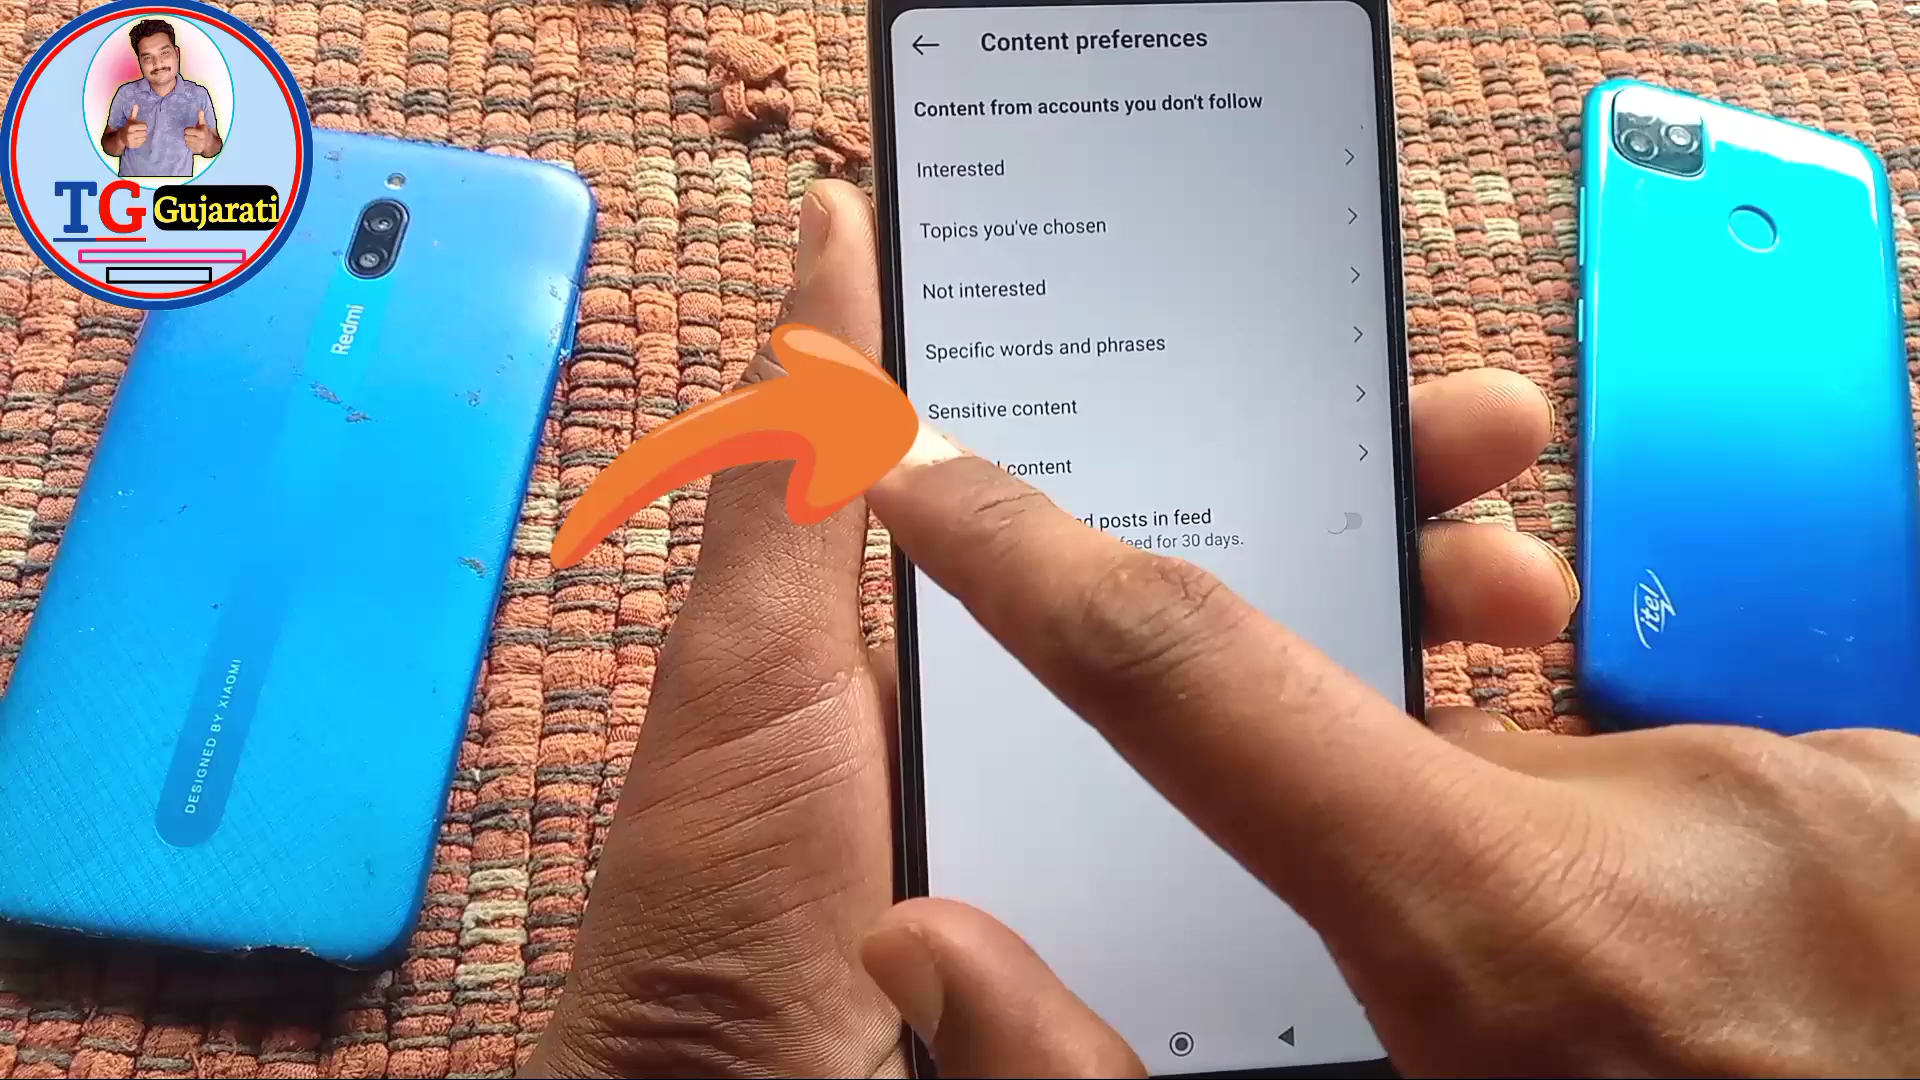 TG Gujarati
Redmi
DESIGNED BY XIAOMI
Content preferences
Content from accounts you don't follow
Interested
Topics you've chosen
Not interested
Specific words and phrases
Sensitive content
content
posts in feed
feed for 30 days.
itel